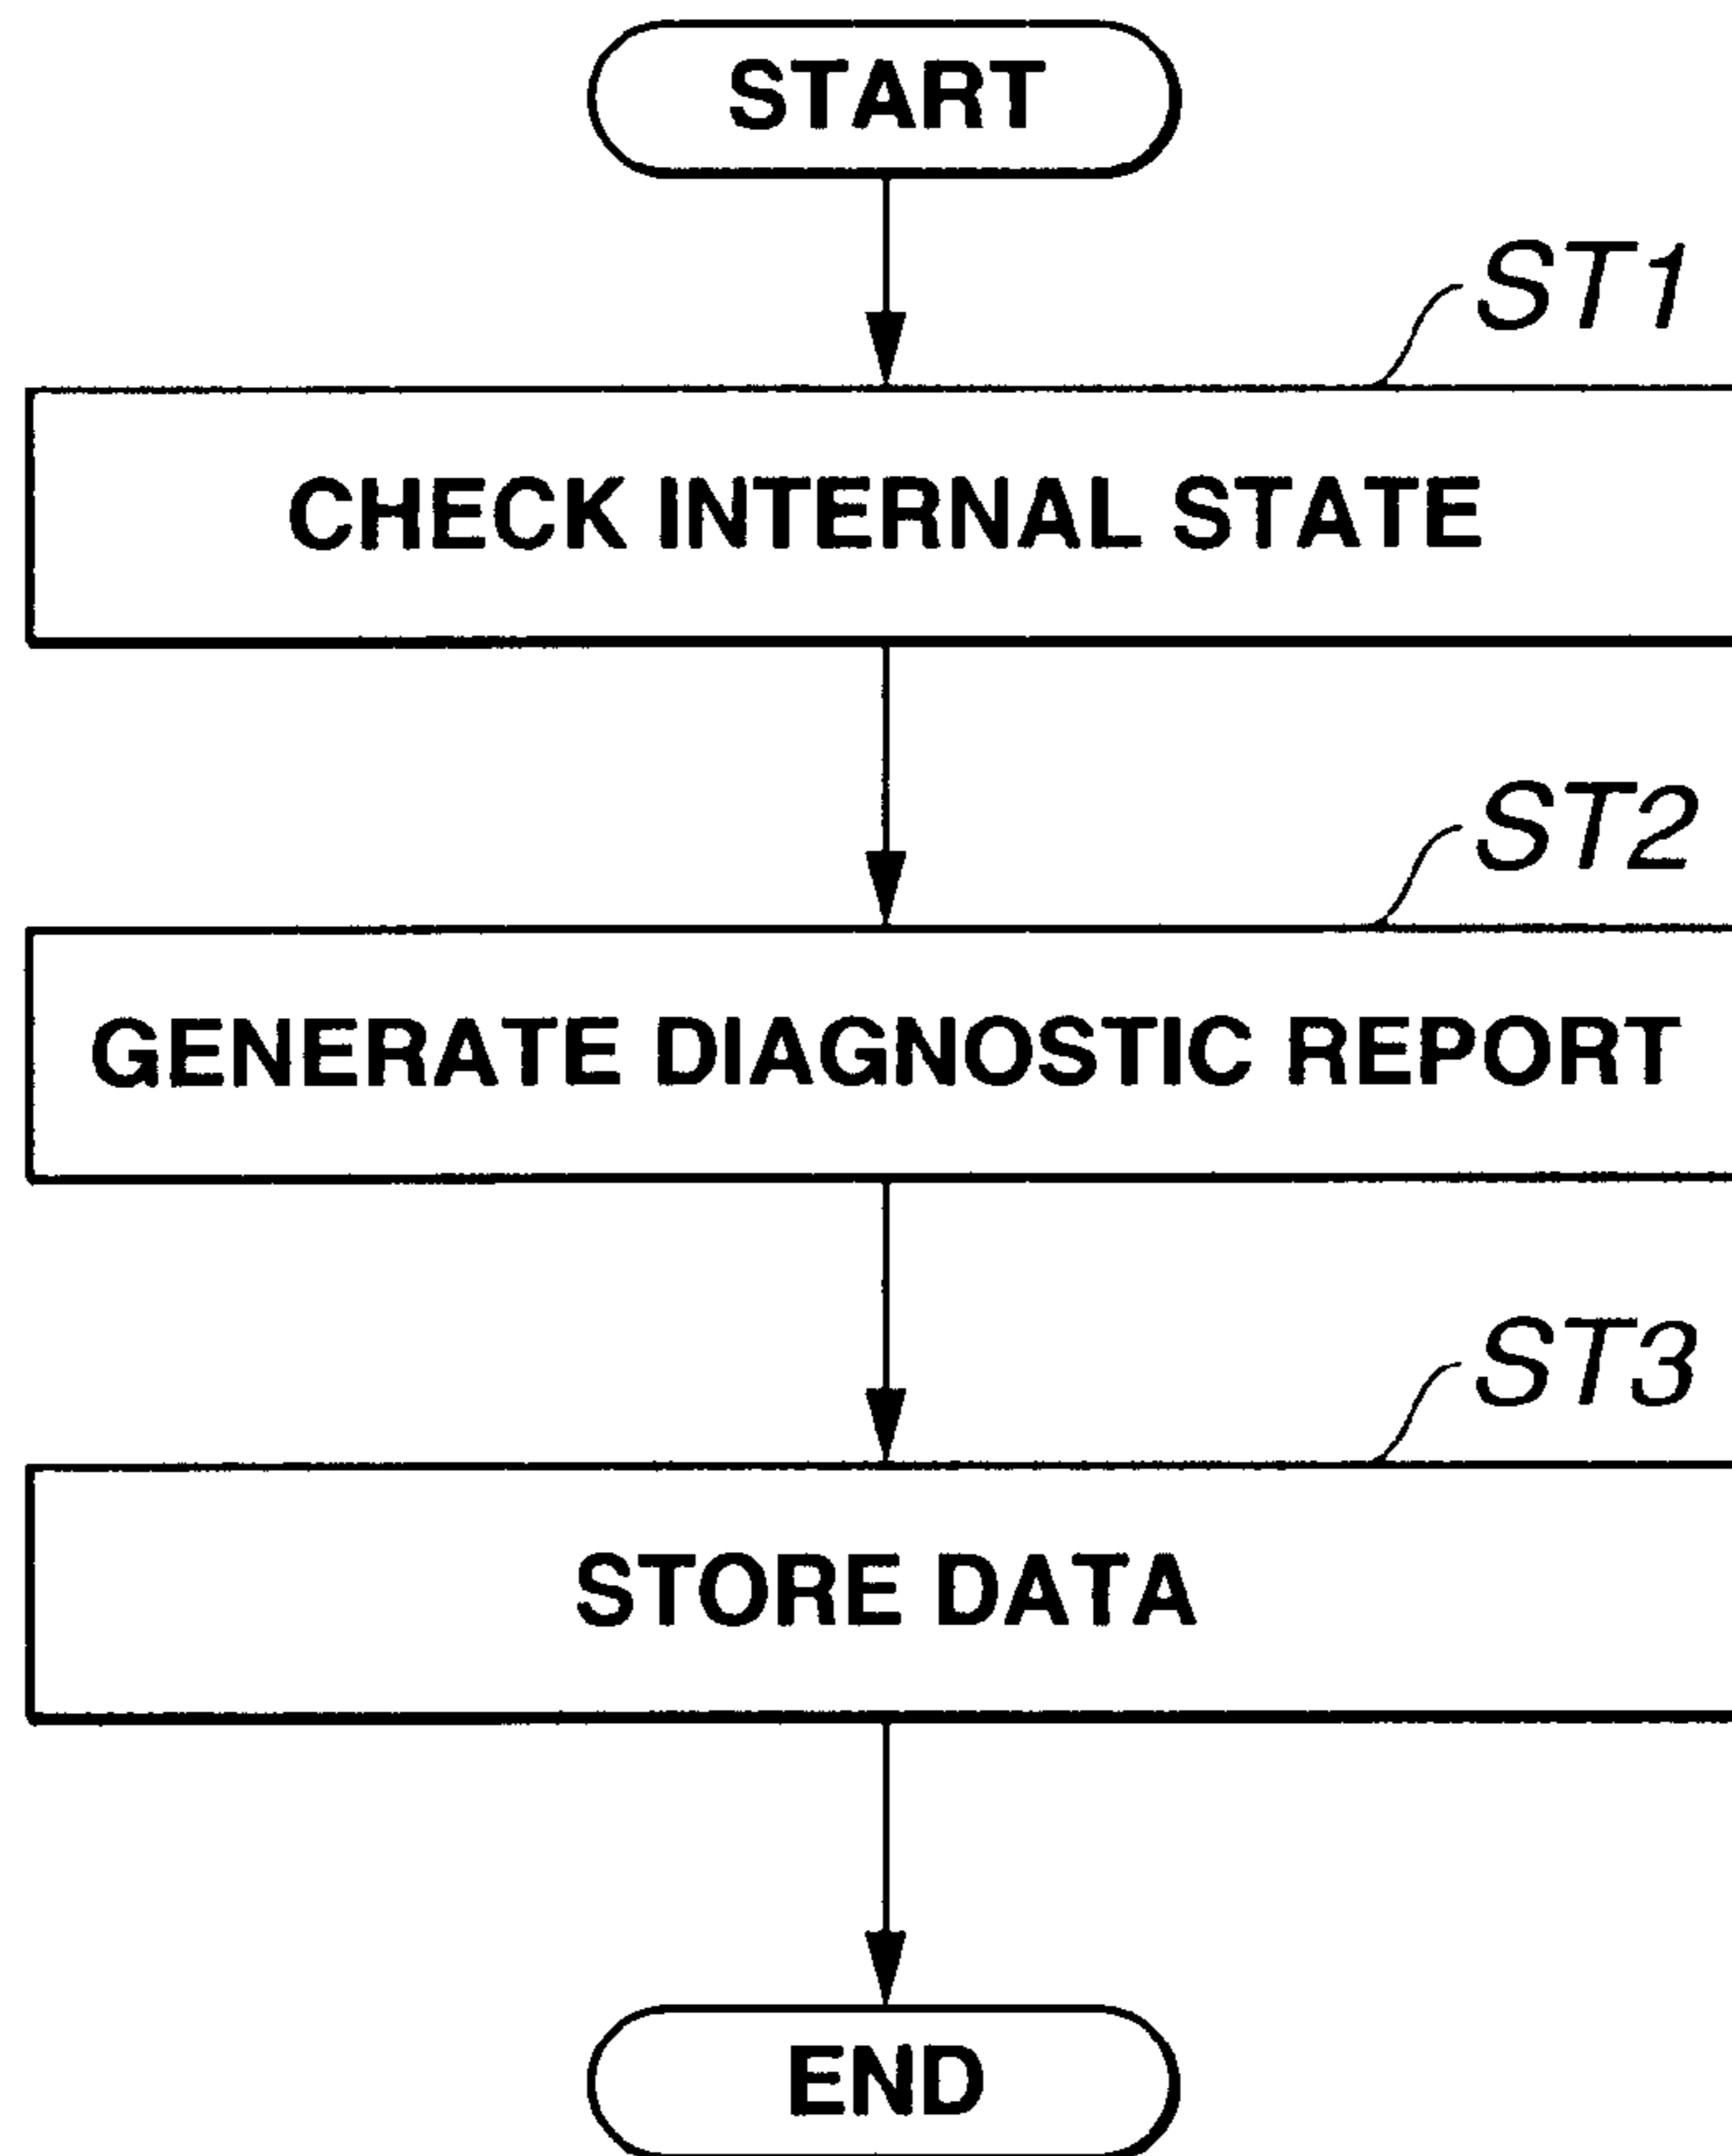 START
ST1
CHECK INTERNAL STATE
ST2
GENERATE DIAGNOSTIC REPORT
ST3
STORE DATA
END